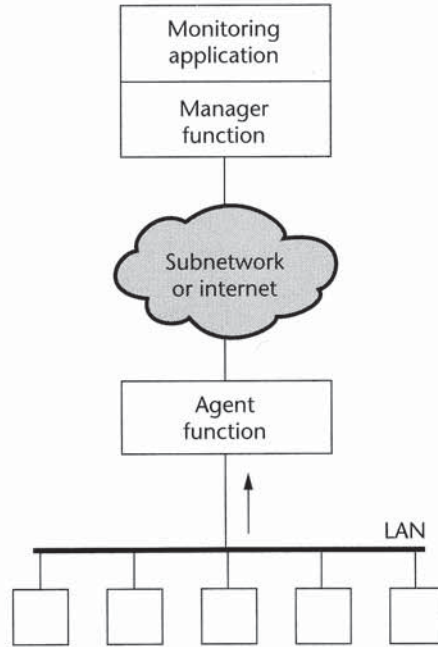 Monitoring
application
Manager
function
Subnetwork
or internet
Agent
function
LAN